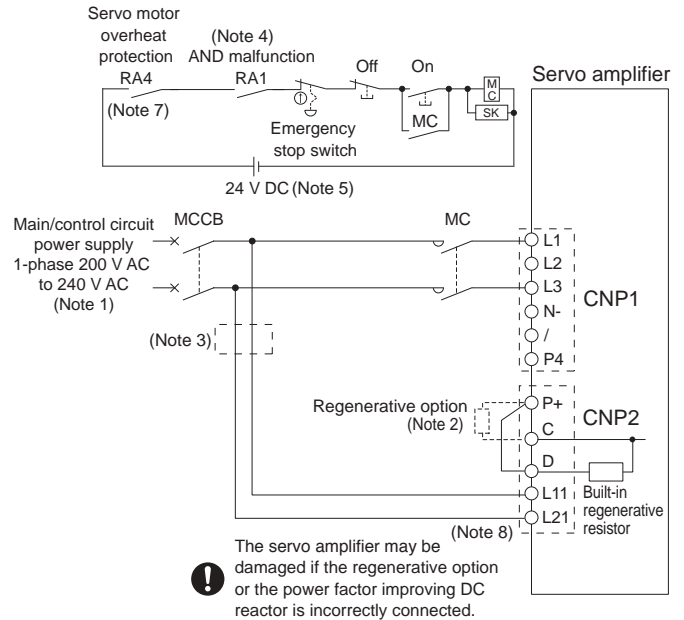 Servo motor
overheat
protection
RA4
(Note 7)
(Note 4)
AND malfunction
RA1
Off
On
MC
M
C
SK
Emergency
stop switch
24 V DC (Note 5)
Servo amplifier
Main/control circuit
power supply
1-phase 200 V AC
to 240 V AC
(Note 1)
MCCB
MC
(Note 3)
L1
L2
L3
N-
/
P4
CNP1
Regenerative option
(Note 2)
P+
C
D
L11
L21
CNP2
Built-in
regenerative
resistor
(Note 8)
The servo amplifier may be
damaged if the regenerative option
or the power factor improving DC
reactor is incorrectly connected.